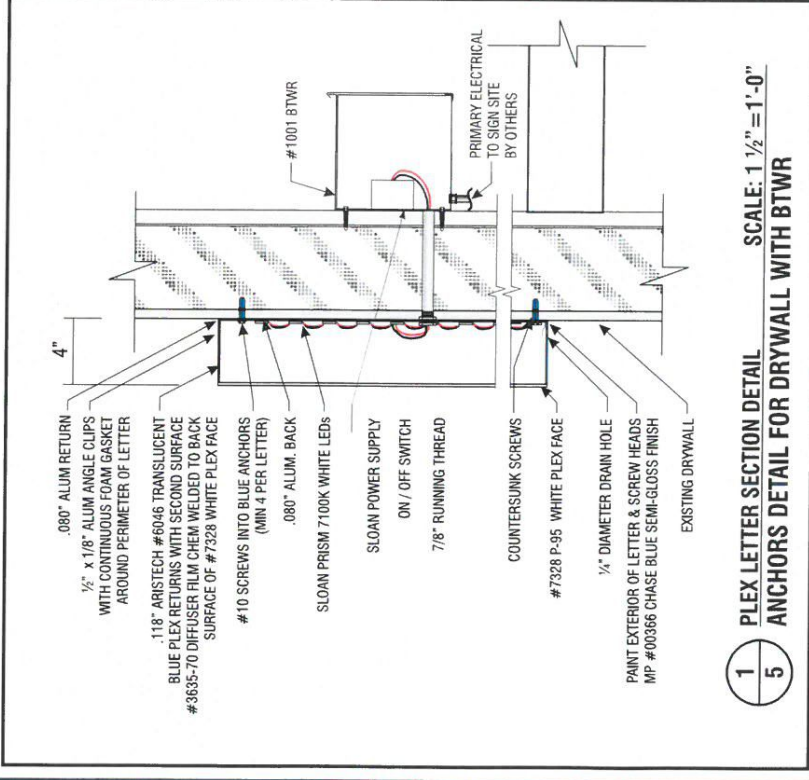 4"
.080" ALUM RETURN
½" x 1/8" ALUM ANGLE CLIPS
WITH CONTINUOUS FOAM GASKET
AROUND PERIMETER OF LETTER
.118" ARISTECH #6046 TRANSLUCENT
BLUE PLEX RETURNS WITH SECOND SURFACE
#3635-70 DIFFUSER FILM CHEM WELDED TO BACK
SURFACE OF #7328 WHITE PLEX FACE
#10 SCREWS INTO BLUE ANCHORS
(MIN 4 PER LETTER)
.080" ALUM. BACK
SLOAN PRISM 7100K WHITE LEDs
SLOAN POWER SUPPLY
ON / OFF SWITCH
7/8" RUNNING THREAD
COUNTERSUNK SCREWS
#7328 P-95 WHITE PLEX FACE
¼" DIAMETER DRAIN HOLE
PAINT EXTERIOR OF LETTER & SCREW HEADS
MP #00366 CHASE BLUE SEMI-GLOSS FINISH
EXISTING DRYWALL
#1001 BTWR
PRIMARY ELECTRICAL
TO SIGN SITE
BY OTHERS
1
5
PLEX LETTER SECTION DETAIL SCALE: 1 ½" = 1'-0"
ANCHORS DETAIL FOR DRYWALL WITH BTWR